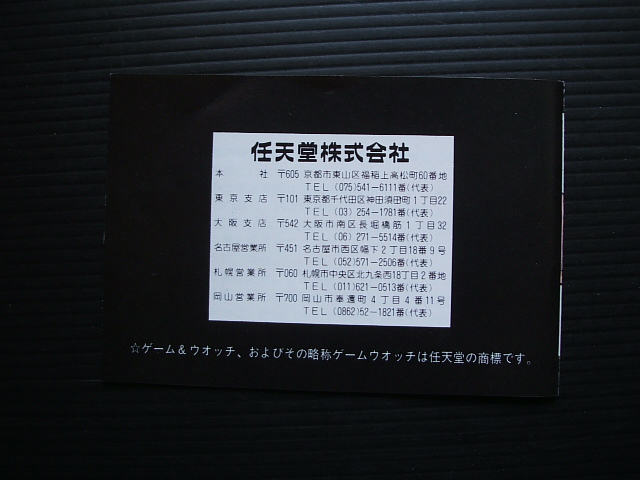 任天堂株式会社
本社 〒605 京都市東山区福稲上高松町60番地
TEL (075)541-6111番(代表)
東京支店 〒101 東京都千代田区神田須田町1丁目22
TEL (03) 254-1781番(代表)
大阪支店 〒542 大阪市南区長堀橋筋1丁目32
TEL (06) 271-5514番(代表)
名古屋営業所 〒451 名古屋市西区幅下2丁目18番9号
TEL (052)571-2506番(代表)
札幌営業所 〒060 札幌市中央区北九条西18丁目2番地
TEL (011)621-0513番(代表)
岡山営業所 〒700 岡山市奉還町4丁目4番11号
TEL (0862)52-1821番(代表)
☆ゲーム&ウオッチ、およびその略称ゲームウオッチは任天堂の商標です。